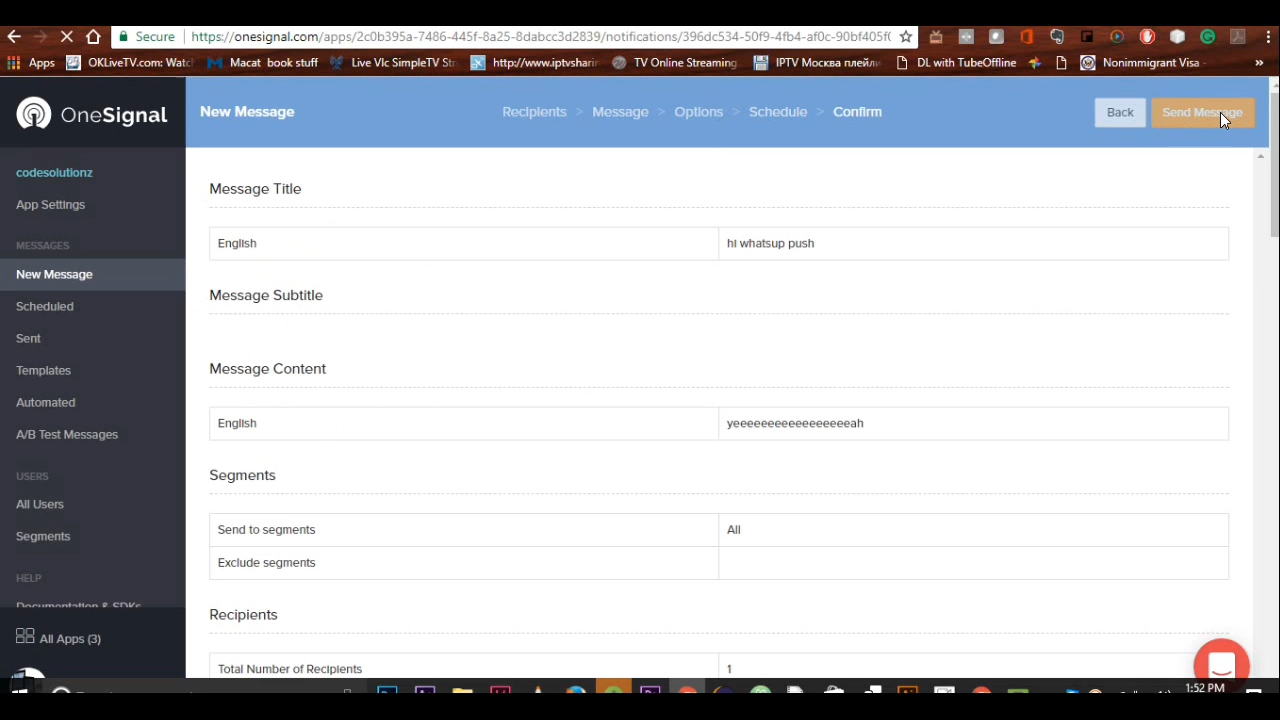 Secure https://onesignal.com/apps/2c0b395a-7486-445f-8a25-8dabcc3d2839/notifications/396dc534-50f9-4fb4-af0c-90bf405f0
Apps OKLiveTV.com: Watc Macat book stuff Live Vlc SimpleTV Str http://www.iptvsharin TV Online Streaming IPTV Москва плейли DL with TubeOffline Nonimmigrant Visa - »
OneSignal
New Message
Recipients > Message > Options > Schedule > Confirm
Back
Send Message
codesolutionz
App Settings
MESSAGES
New Message
Scheduled
Sent
Templates
Automated
A/B Test Messages
USERS
All Users
Segments
HELP
Documentation & SDKs
All Apps (3)
Message Title
English hi whatsup push
Message Subtitle
Message Content
English yeeeeeeeeeeeeeeeeeah
Segments
Send to segments All
Exclude segments
Recipients
Total Number of Recipients 1
1:52 PM